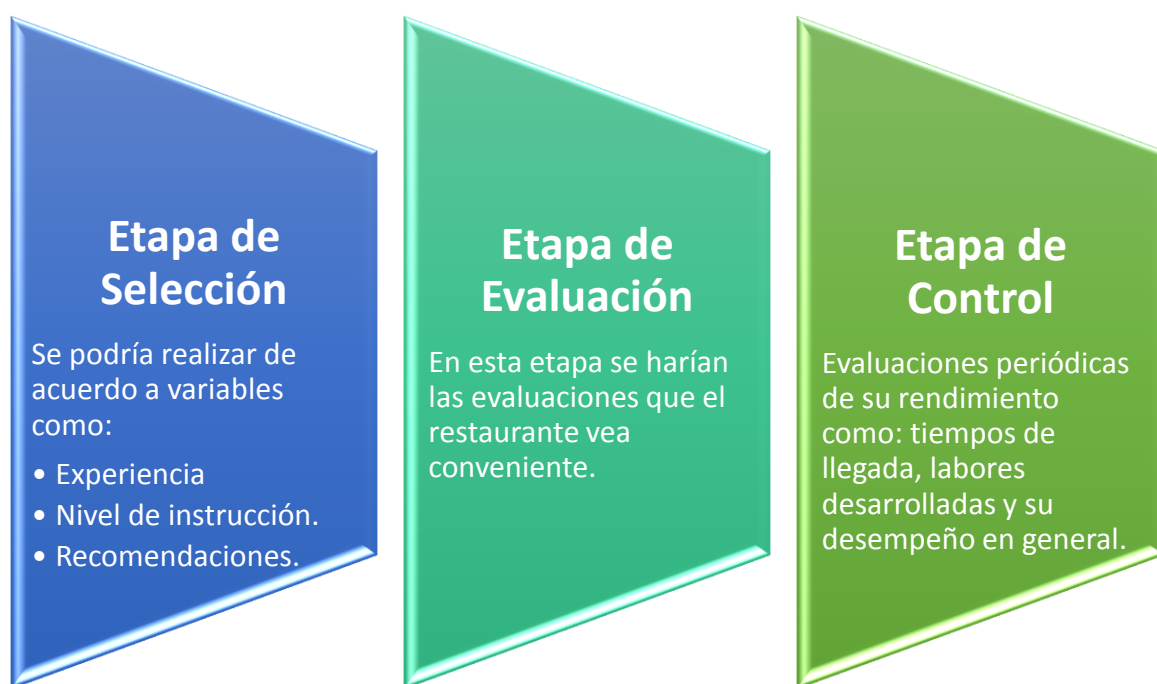 Etapa de
Selección
Se podría realizar de
acuerdo a variables
como:
• Experiencia
• Nivel de instrucción.
• Recomendaciones.
Etapa de
Evaluación
En esta etapa se harían
las evaluaciones que el
restaurante vea
conveniente.
Etapa de
Control
Evaluaciones periódicas
de su rendimiento
como: tiempos de
llegada, labores
desarrolladas y su
desempeño en general.